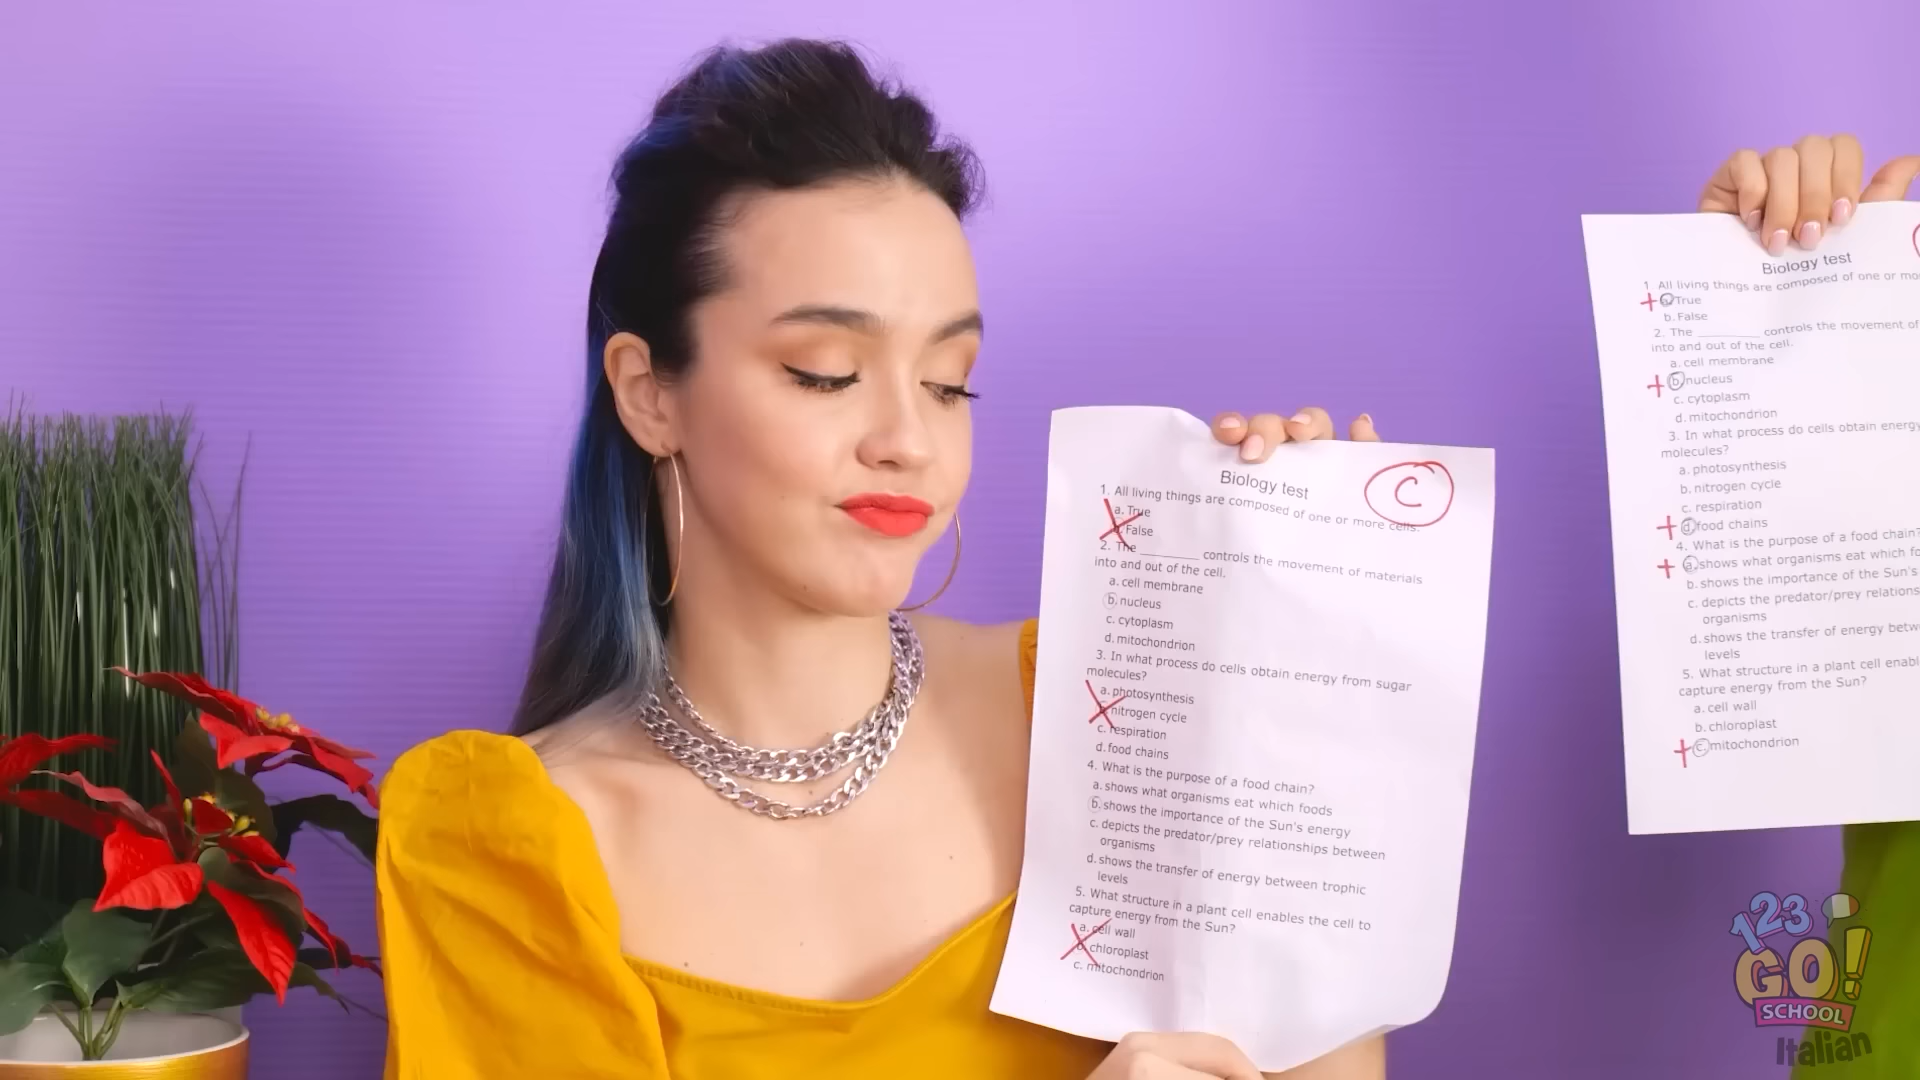 Biology test
C
1. All living things are composed of one or more cells.
a. True
False
2. The ________ controls the movement of materials
into and out of the cell.
a. cell membrane
b. nucleus
c. cytoplasm
d. mitochondrion
3. In what process do cells obtain energy from sugar
molecules?
a. photosynthesis
nitrogen cycle
c. respiration
d. food chains
4. What is the purpose of a food chain?
a. shows what organisms eat which foods
b. shows the importance of the Sun's energy
c. depicts the predator/prey relationships between
organisms
d. shows the transfer of energy between trophic
levels
5. What structure in a plant cell enables the cell to
capture energy from the Sun?
a. cell wall
b. chloroplast
c. mitochondrion
Biology test
1 All living things are composed of one or
+ a. True
b. False
2. The ________ controls the movement of
into and out of the cell.
a. cell membrane
+ b. nucleus
c. cytoplasm
d. mitochondrion
3. In what process do cells obtain energy
molecules?
a. photosynthesis
b. nitrogen cycle
c. respiration
+ d. food chains
4. What is the purpose of a food chain?
+ a. shows what organisms eat which
b. shows the importance of the Sun's
c. depicts the predator/prey
organisms
d. shows the transfer of energy
levels
5. What structure in a plant cell
capture energy from the Sun?
a. cell wall
b. chloroplast
+ c. mitochondrion
123
GO!
SCHOOL
Italian